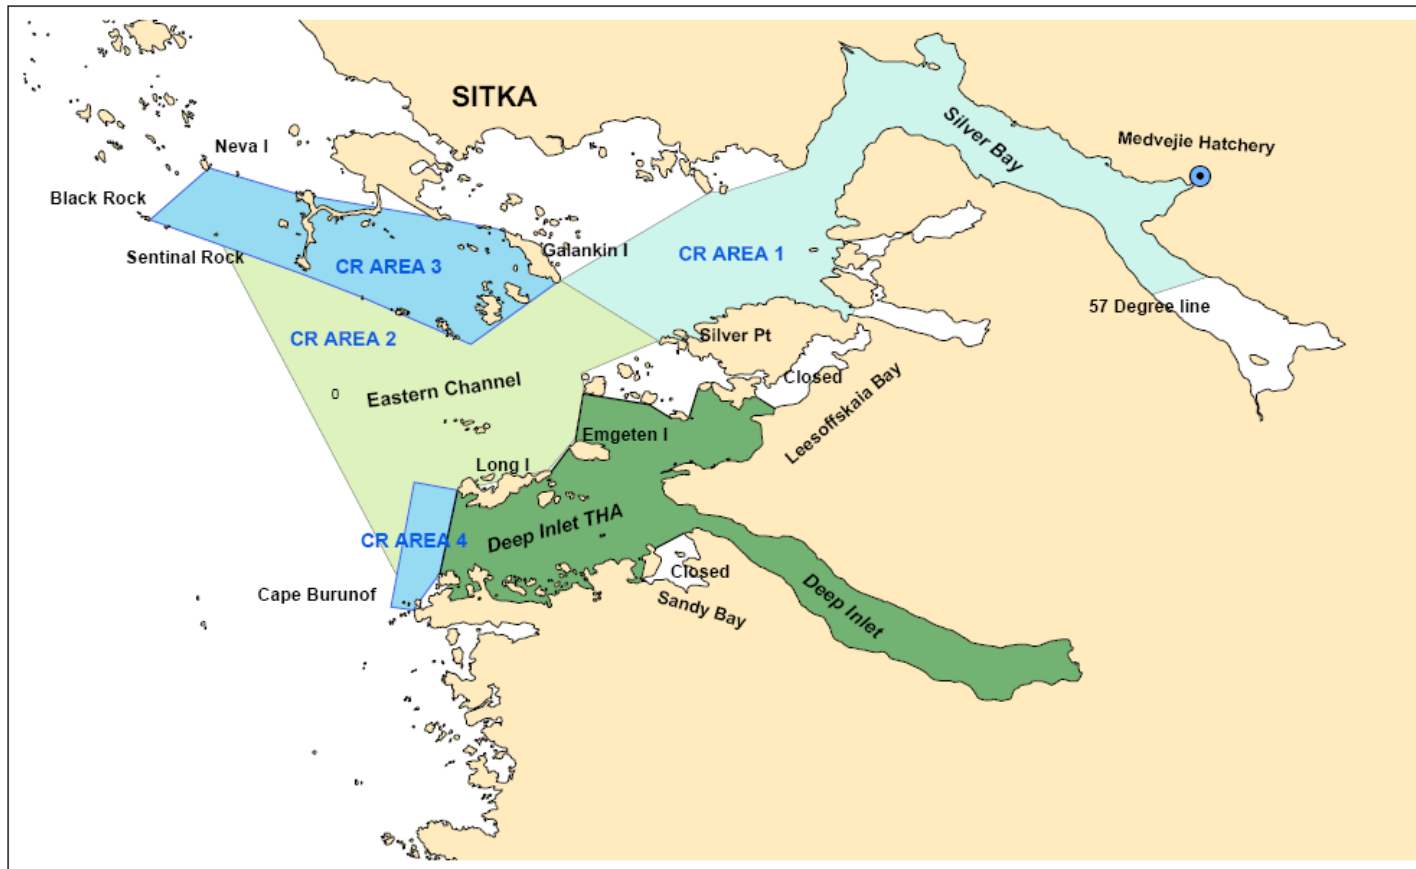 SITKA
Medvejie Hatchery
Silver Bay
Neva I
Black Rock
Sentinal Rock
Galankin I
CR AREA 1
CR AREA 3
57 Degree line
CR AREA 2
Silver Pt
Eastern Channel
Closed
Leesoffskaia Bay
Emgeten I
Long I
Deep Inlet THA
CR AREA 4
Closed
Cape Burunof
Sandy Bay
Deep Inlet